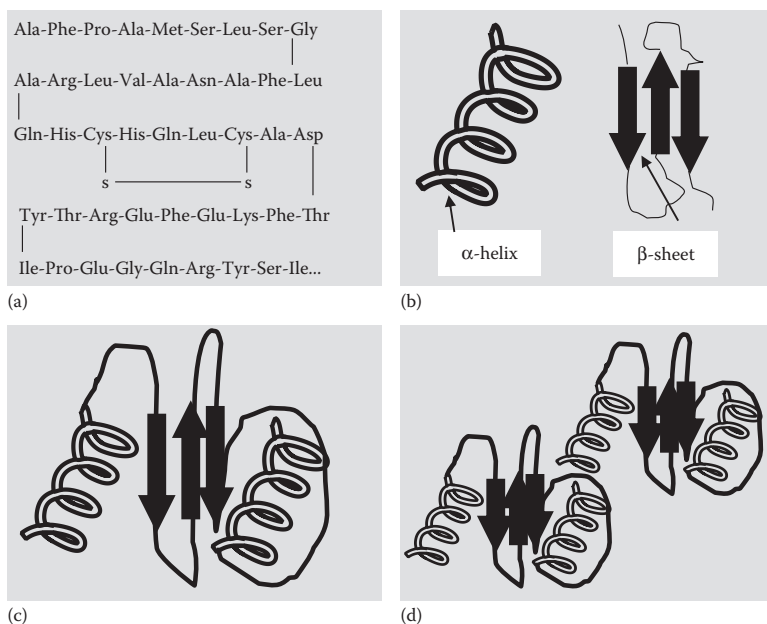 Ala-Phe-Pro-Ala-Met-Ser-Leu-Ser-Gly
Ala-Arg-Leu-Val-Ala-Asn-Ala-Phe-Leu
Gln-His-Cys-His-Gln-Leu-Cys-Ala-Asp
s s
Tyr-Thr-Arg-Glu-Phe-Glu-Lys-Phe-Thr
Ile-Pro-Glu-Gly-Gln-Arg-Tyr-Ser-Ile...
(a)
α-helix
β-sheet
(b)
(c)
(d)